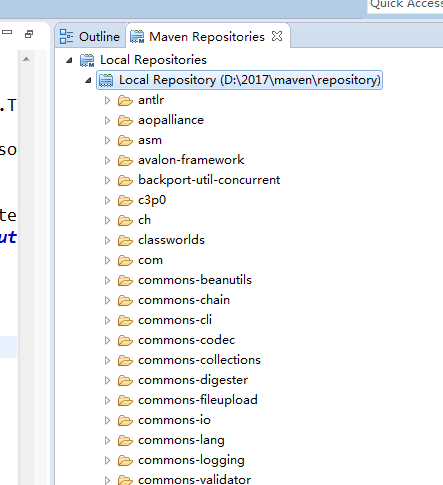 Quick Access
Outline
Maven Repositories
Local Repositories
Local Repository (D:\2017\maven\repository)
antlr
.T
aopalliance
asm
so
avalon-framework
backport-util-concurrent
c3p0
te
ch
ut
classworlds
com
commons-beanutils
commons-chain
commons-cli
commons-codec
commons-collections
commons-digester
commons-fileupload
commons-io
commons-lang
commons-logging
commons-validator